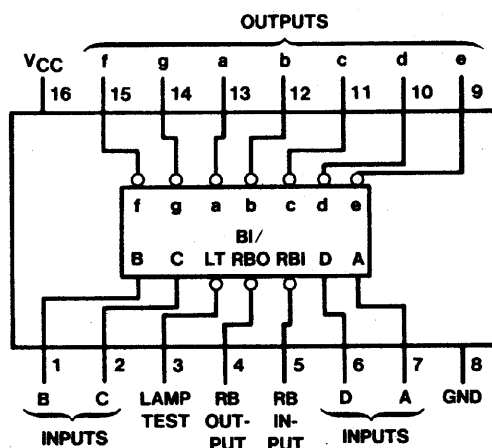 OUTPUTS
VCC f g a b c d e
16 15 14 13 12 11 10 9
f g a b c d e
BI/
B C LT RBO RBI D A
1 2 3 4 5 6 7 8
B C LAMP RB RB D A GND
TEST OUT- IN-
INPUTS PUT PUT INPUTS